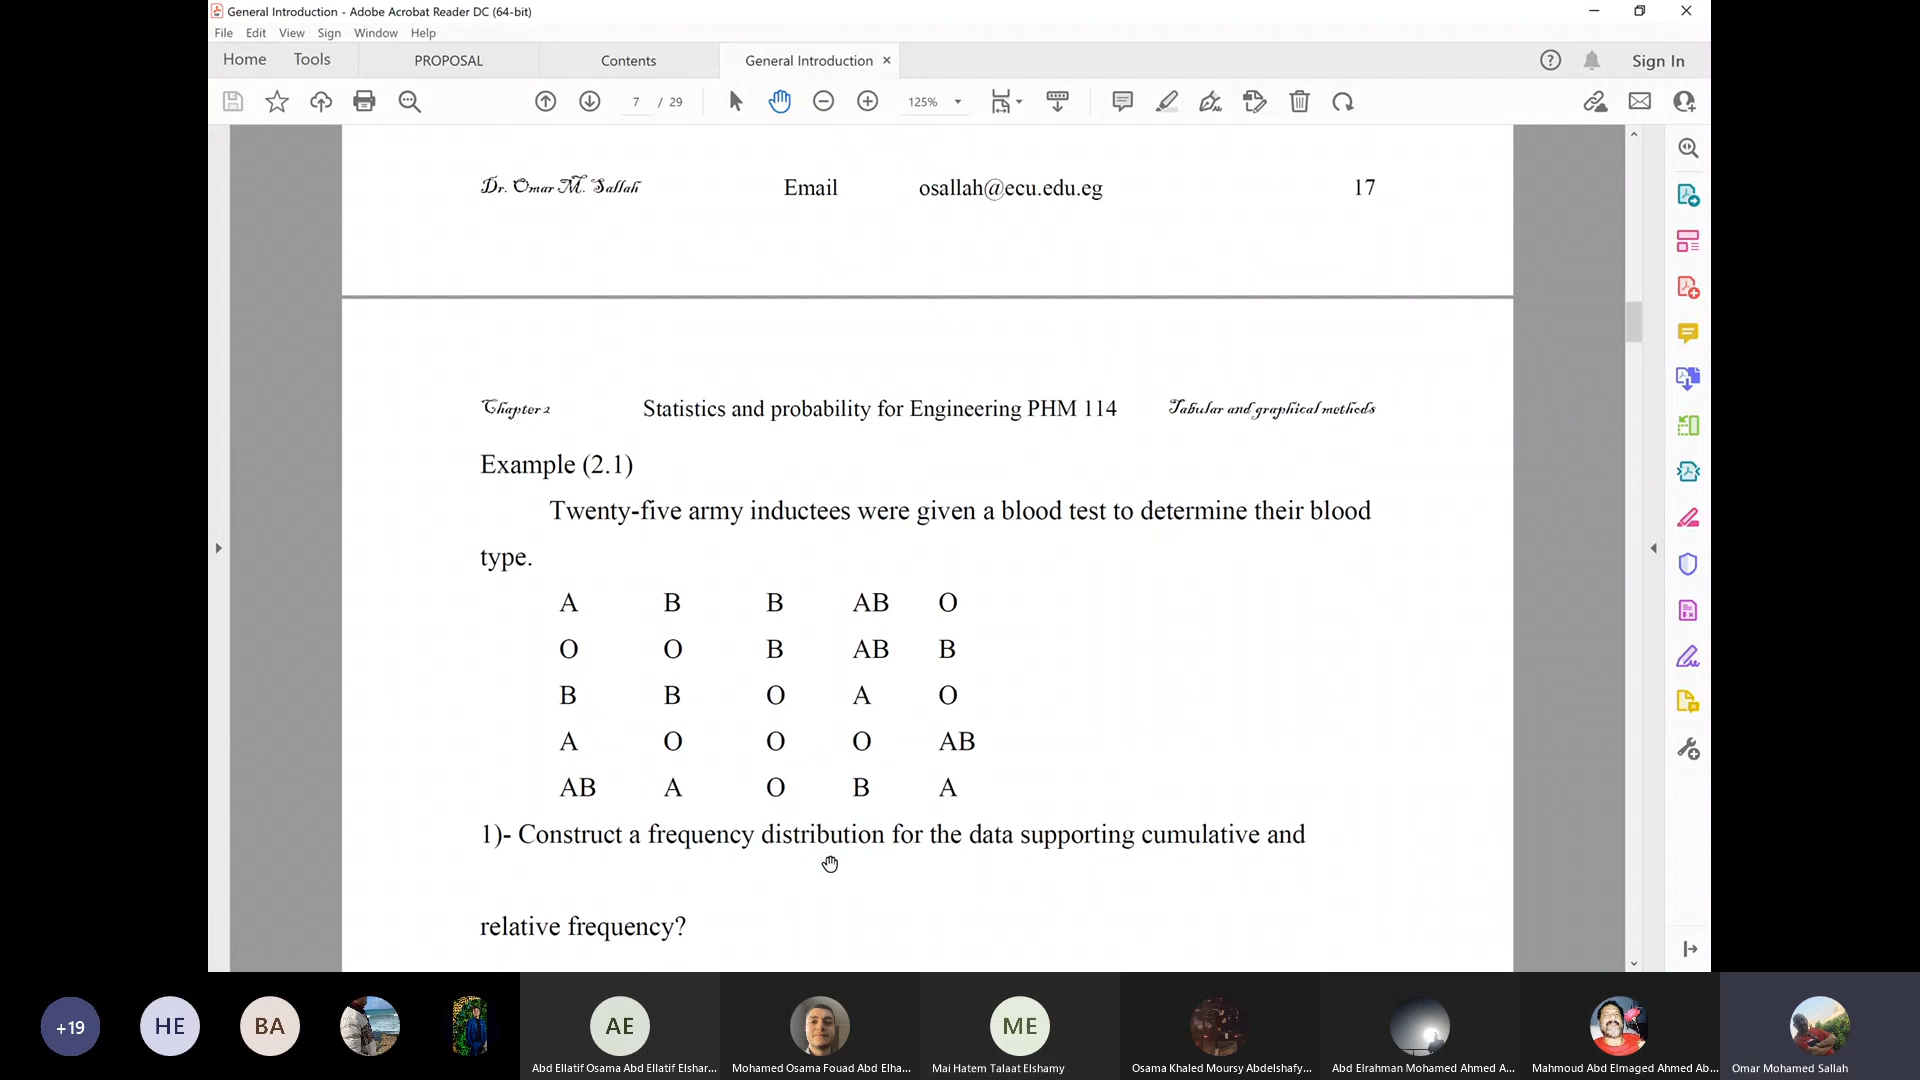 General Introduction - Adobe Acrobat Reader DC (64-bit)
File Edit View Sign Window Help
Home Tools PROPOSAL Contents General Introduction × Sign In
7 / 29 125%
Dr. Omar M. Sallah Email osallah@ecu.edu.eg 17
Chapter 2 Statistics and probability for Engineering PHM 114 Tabular and graphical methods
Example (2.1)
Twenty-five army inductees were given a blood test to determine their blood
type.
A B B AB O
O O B AB B
B B O A O
A O O O AB
AB A O B A
1)- Construct a frequency distribution for the data supporting cumulative and
relative frequency?
+19 HE BA AE ME
Abd Ellatif Osama Abd Ellatif Elshar... Mohamed Osama Fouad Abd Elha... Mai Hatem Talaat Elshamy Osama Khaled Moursy Abdelshafy... Abd Elrahman Mohamed Ahmed A... Mahmoud Abd Elmaged Ahmed Ab... Omar Mohamed Sallah